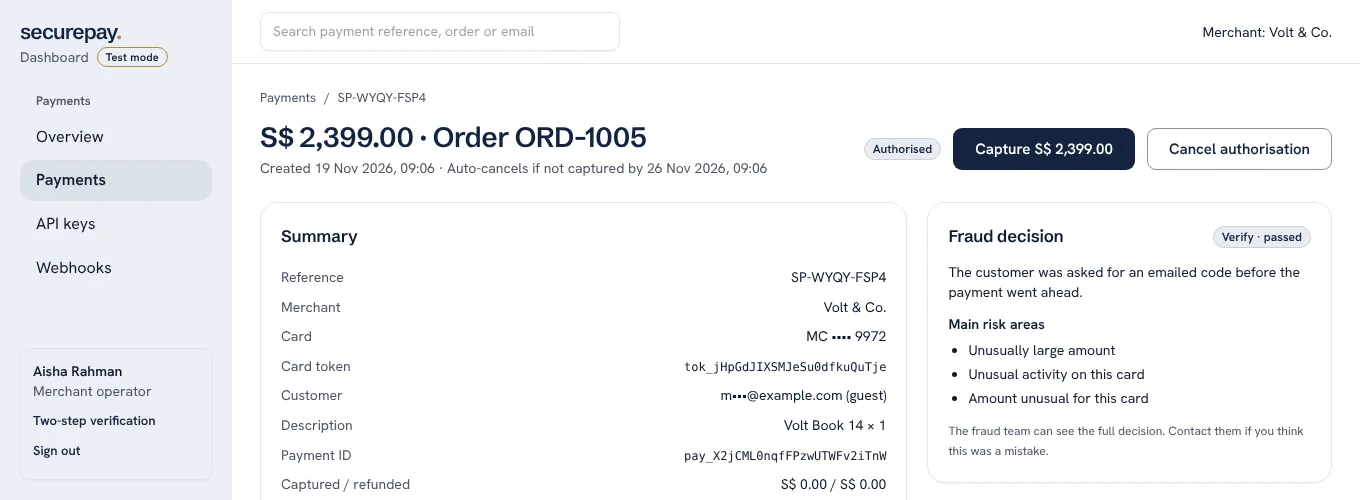 securepay.
Dashboard Test mode
Payments
Overview
Payments
API keys
Webhooks
Aisha Rahman
Merchant operator
Two-step verification
Sign out
Search payment reference, order or email
Merchant: Volt & Co.
Payments / SP-WYQY-FSP4
S$ 2,399.00 · Order ORD-1005
Created 19 Nov 2026, 09:06 · Auto-cancels if not captured by 26 Nov 2026, 09:06
Authorised
Capture S$ 2,399.00
Cancel authorisation
Summary
Reference SP-WYQY-FSP4
Merchant Volt & Co.
Card MC •••• 9972
Card token tok_jHpGdJIXSMJeSu0dfkuQuTje
Customer m•••@example.com (guest)
Description Volt Book 14 × 1
Payment ID pay_X2jCML0nqfFPzwUTWFv2iTnW
Captured / refunded S$ 0.00 / S$ 0.00
Fraud decision
Verify · passed
The customer was asked for an emailed code before the
payment went ahead.
Main risk areas
• Unusually large amount
• Unusual activity on this card
• Amount unusual for this card
The fraud team can see the full decision. Contact them if you think
this was a mistake.